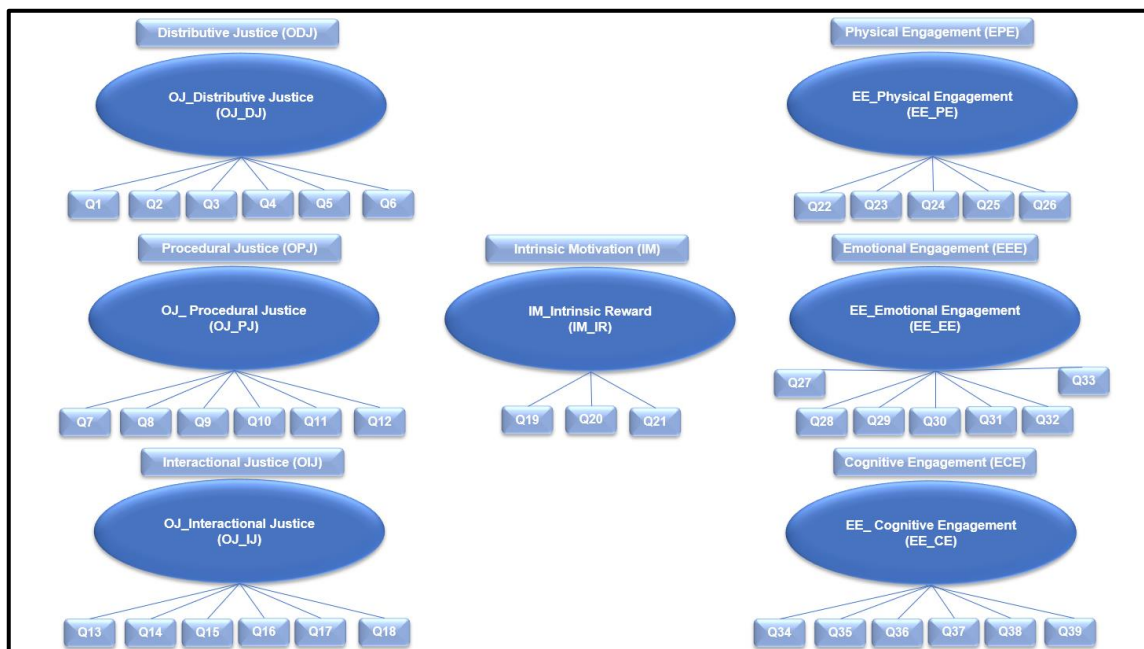 Distributive Justice (ODJ)
OJ_Distributive Justice
(OJ_DJ)
Q1
Q2
Q3
Q4
Q5
Q6
Procedural Justice (OPJ)
OJ_ Procedural Justice
(OJ_PJ)
Q7
Q8
Q9
Q10
Q11
Q12
Interactional Justice (OIJ)
OJ_Interactional Justice
(OJ_IJ)
Q13
Q14
Q15
Q16
Q17
Q18
Intrinsic Motivation (IM)
IM_Intrinsic Reward
(IM_IR)
Q19
Q20
Q21
Physical Engagement (EPE)
EE_Physical Engagement
(EE_PE)
Q22
Q23
Q24
Q25
Q26
Emotional Engagement (EEE)
EE_Emotional Engagement
(EE_EE)
Q27
Q28
Q29
Q30
Q31
Q32
Q33
Cognitive Engagement (ECE)
EE_ Cognitive Engagement
(EE_CE)
Q34
Q35
Q36
Q37
Q38
Q39